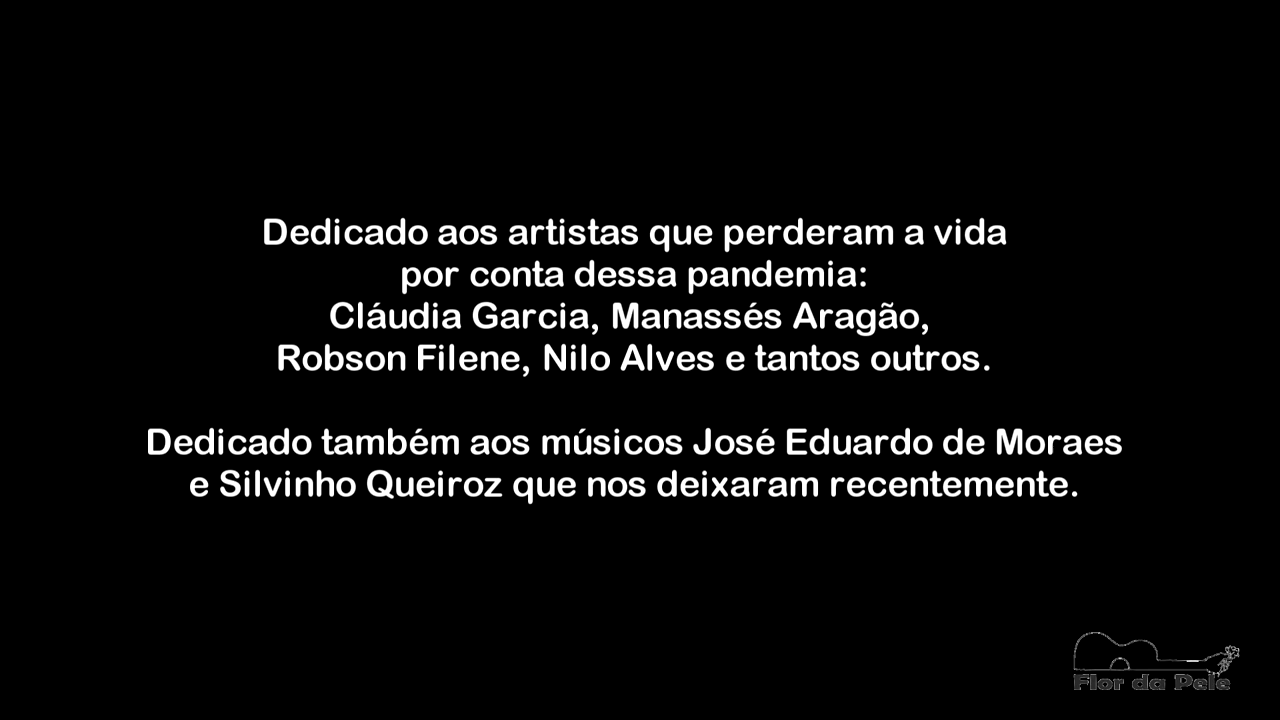 Dedicado aos artistas que perderam a vida
por conta dessa pandemia:
Cláudia Garcia, Manassés Aragão,
Robson Filene, Nilo Alves e tantos outros.
Dedicado também aos músicos José Eduardo de Moraes
e Silvinho Queiroz que nos deixaram recentemente.
Flor da Pele